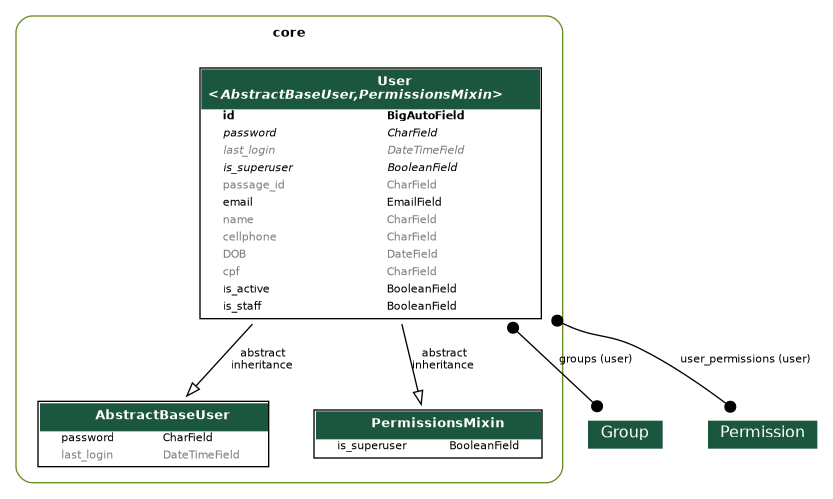 core
User
<AbstractBaseUser,PermissionsMixin>
id BigAutoField
password CharField
last_login DateTimeField
is_superuser BooleanField
passage_id CharField
email EmailField
name CharField
cellphone CharField
DOB DateField
cpf CharField
is_active BooleanField
is_staff BooleanField
abstract
inheritance
abstract
inheritance
groups (user)
user_permissions (user)
AbstractBaseUser
password CharField
last_login DateTimeField
PermissionsMixin
is_superuser BooleanField
Group
Permission